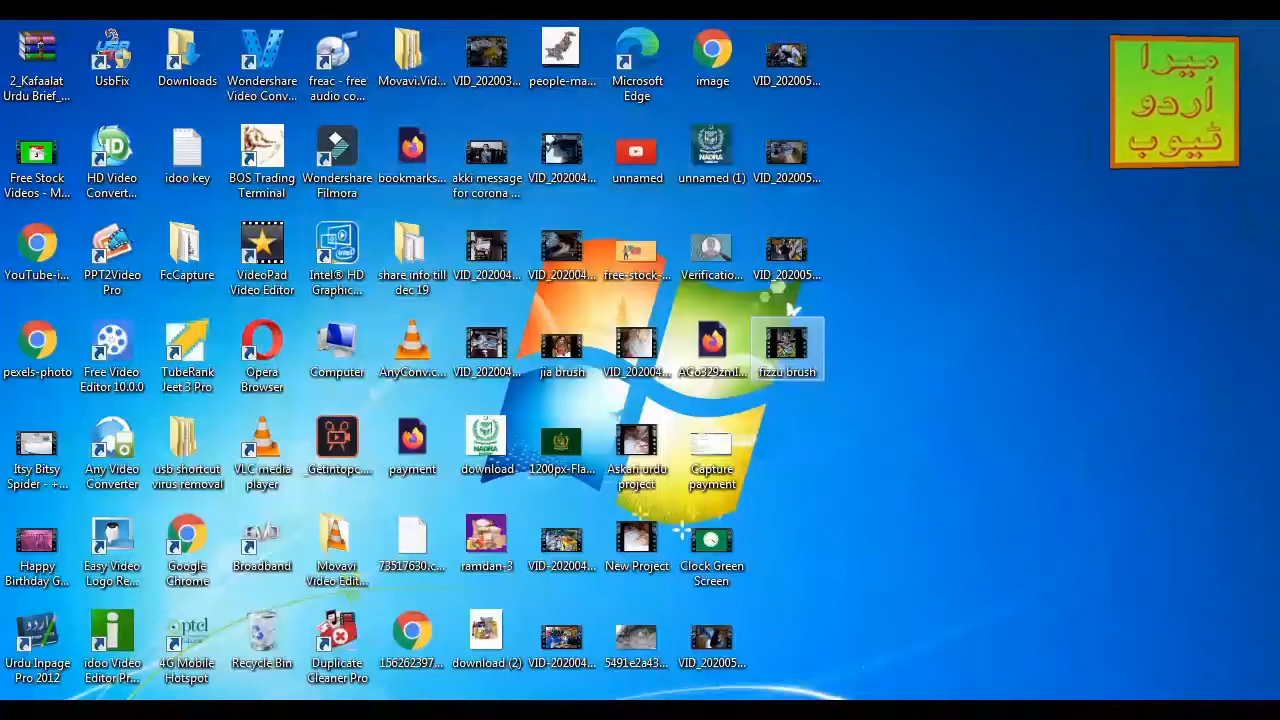 2_Kafaalat
Urdu Brief_...
UsbFix
Downloads
Wondershare
Video Conv...
freac - free
audio co...
Movavi.Vid...
VID_202003...
people-ma...
Microsoft
Edge
image
VID_202005...
میرا
اُردو
ٹیوب
Free Stock
Videos - M...
HD Video
Convert...
idoo key
BOS Trading
Terminal
Wondershare
Filmora
bookmarks...
akki message
for corona ...
VID_202004...
unnamed
NADRA
unnamed (1)
VID_202005...
YouTube-i...
PPT2Video
Pro
FcCapture
VideoPad
Video Editor
Intel® HD
Graphic...
share info till
dec 19
VID_202004...
VID_202004...
free-stock-...
Verificatio...
VID_202005...
pexels-photo
Free Video
Editor 10.0.0
TubeRank
Jeet 3 Pro
Opera
Browser
Computer
AnyConv.c...
VID_202004...
jia brush
VID_202004...
fizzu brush
Itsy Bitsy
Spider - +...
Any Video
Converter
usb shortcut
virus removal
VLC media
player
_Getintopc....
payment
NADRA
download
1200px-Fla...
Askari urdu
project
Capture
payment
Happy
Birthday G...
Easy Video
Logo Re...
Google
Chrome
Broadband
Movavi
Video Edit...
73517630.c...
ramdan-3
VID-202004...
New Project
Clock Green
Screen
Urdu Inpage
Pro 2012
idoo Video
Editor Pr...
ptcl
4G Mobile
Hotspot
Recycle Bin
Duplicate
Cleaner Pro
156262397...
download (2)
VID-202004...
5491e2a43...
VID_202005...